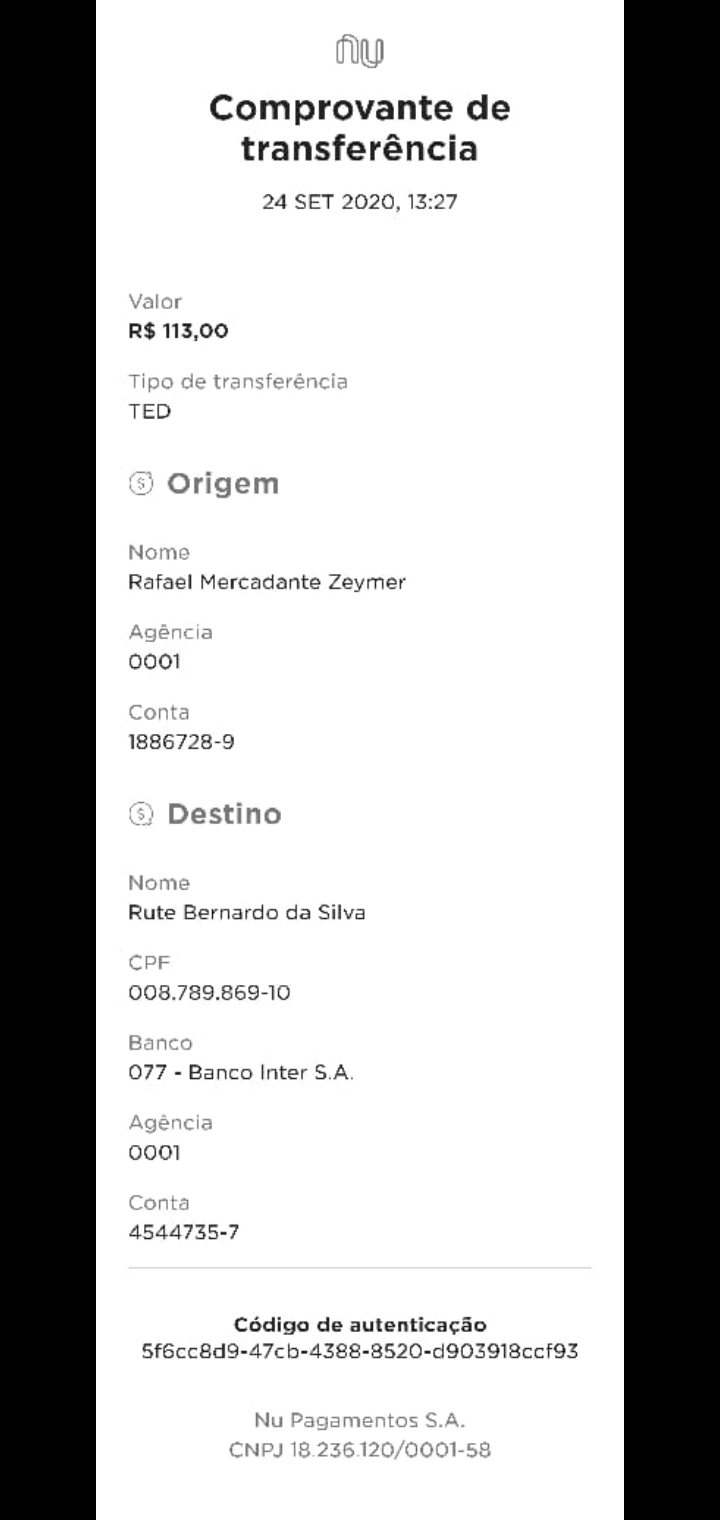 nu
Comprovante de
transferência
24 SET 2020, 13:27
Valor
R$ 113,00
Tipo de transferência
TED
Origem
Nome
Rafael Mercadante Zeymer
Agência
0001
Conta
1886728-9
Destino
Nome
Rute Bernardo da Silva
CPF
008.789.869-10
Banco
077 - Banco Inter S.A.
Agência
0001
Conta
4544735-7
Código de autenticação
5f6cc8d9-47cb-4388-8520-d903918ccf93
Nu Pagamentos S.A.
CNPJ 18.236.120/0001-58